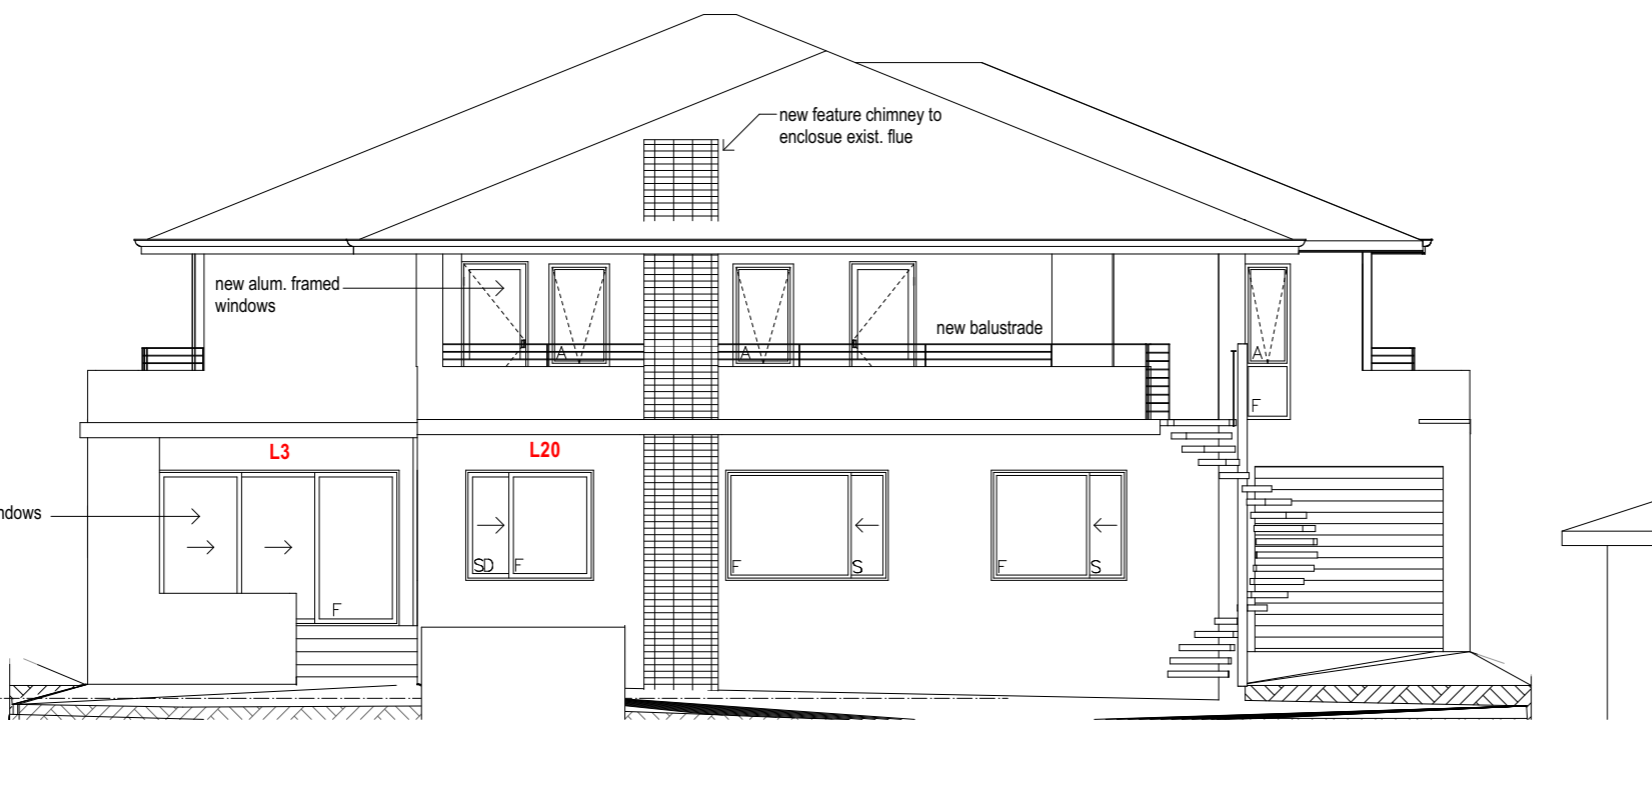 new feature chimney to
enclosue exist. flue
new alum. framed
windows
new balustrade
A
A
A
F
L3
L20
ndows
SD F
F S
F S
F